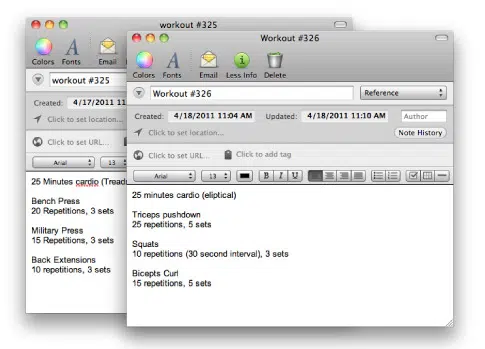 workout #325
Colors
Fonts
Email
workout #325
Created: 4/17/2011 11
Click to set location...
Click to set URL...
Arial 13
25 Minutes cardio (Tread
Bench Press
20 Repetitions, 3 sets
Military Press
15 Repetitions, 3 sets
Back Extensions
10 repetitions, 3 sets
Workout #326
Colors
Fonts
Email
Less Info
Delete
Workout #326
Reference
Created: 4/18/2011 11:04 AM Updated: 4/18/2011 11:10 AM Author
Click to set location...
Note History
Click to set URL... Click to add tag
Arial 13 B I U
25 minutes cardio (eliptical)
Triceps pushdown
25 repetitions, 5 sets
Squats
10 repetitions (30 second interval), 3 sets
Bicepts Curl
15 repetitions, 5 sets